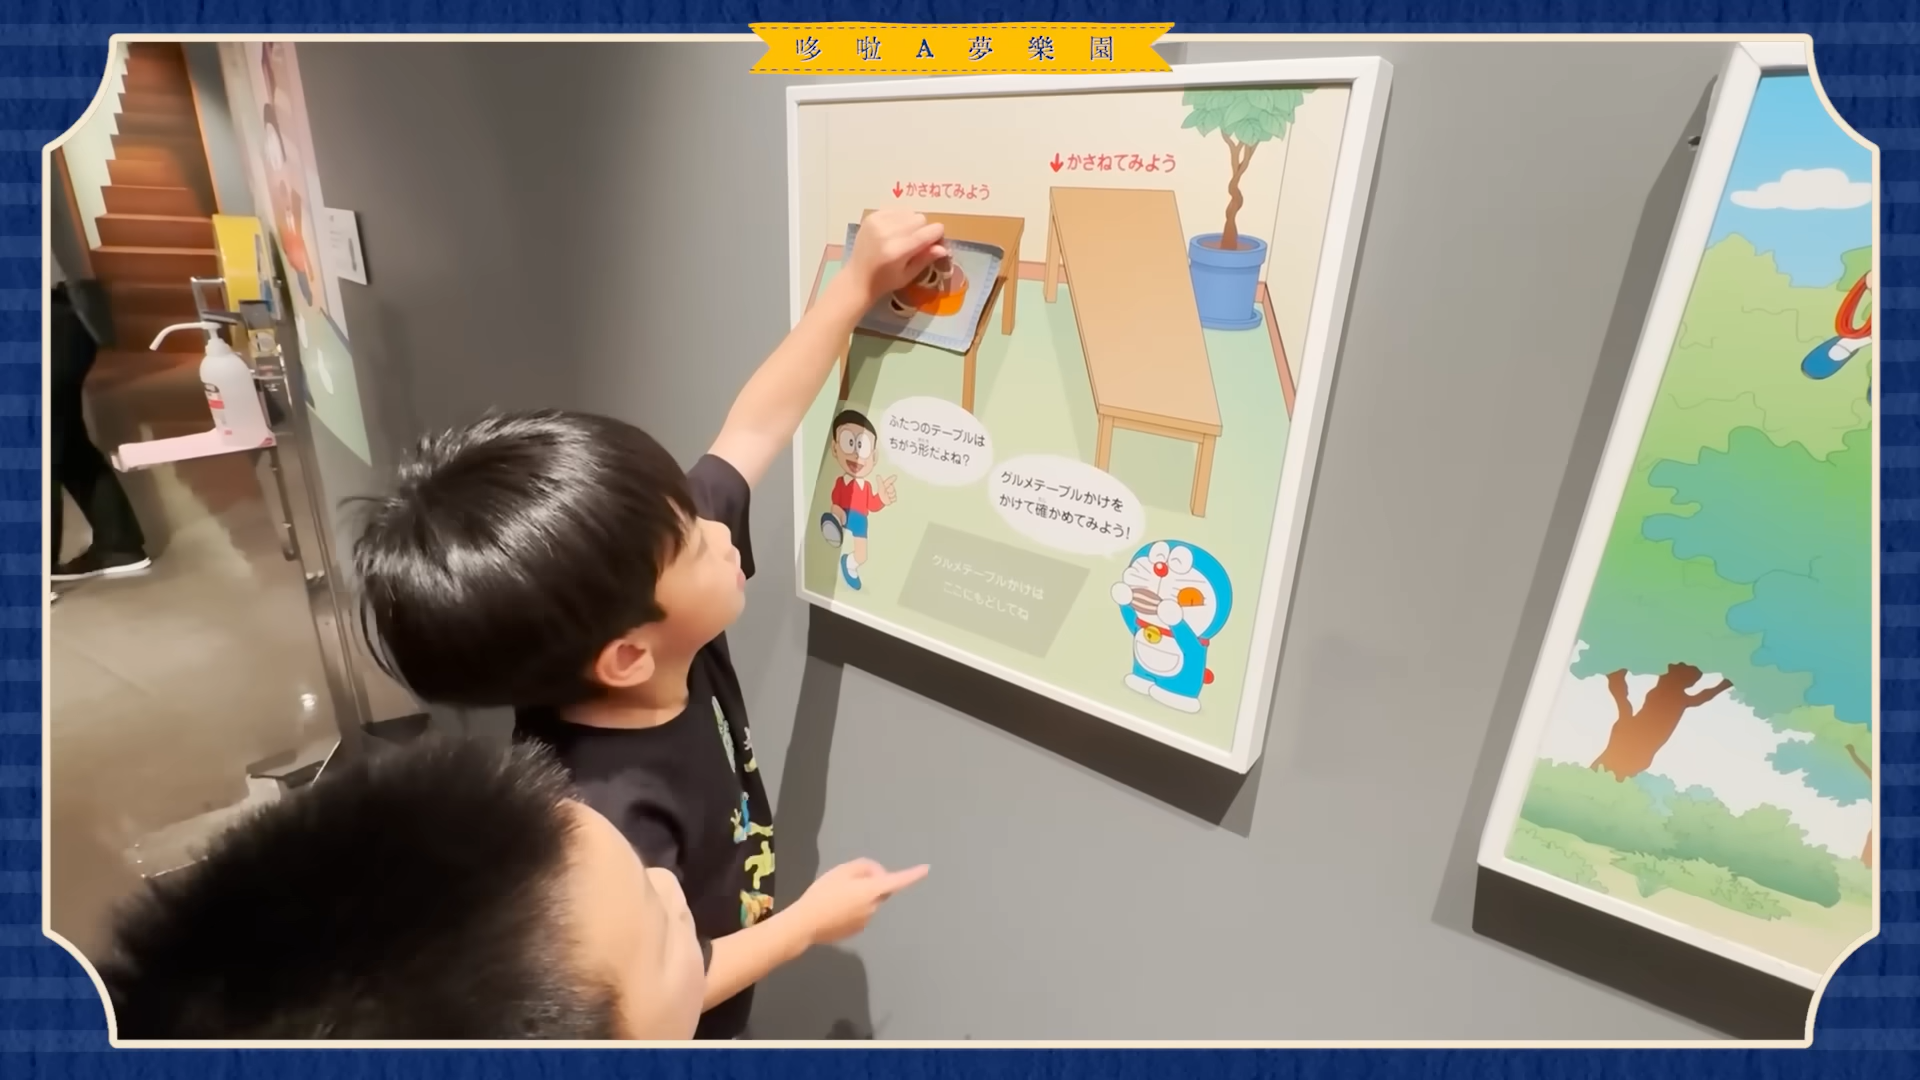 哆啦A夢樂園
↓かさねてみよう
↓かさねてみよう
ふたつのテーブルは
ちがう形だよね?
グルメテーブルかけを
かけて確かめてみよう!
グルメテーブルかけは
ここにもどしてね